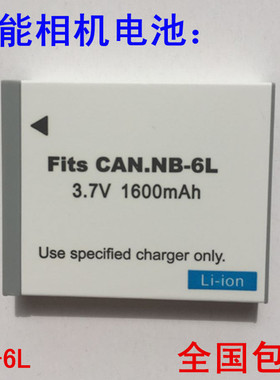 能相机电池：
Fits CAN.NB-6L
3.7V 1600mAh
Use specified charger only
Li-ion
-6L
全国包